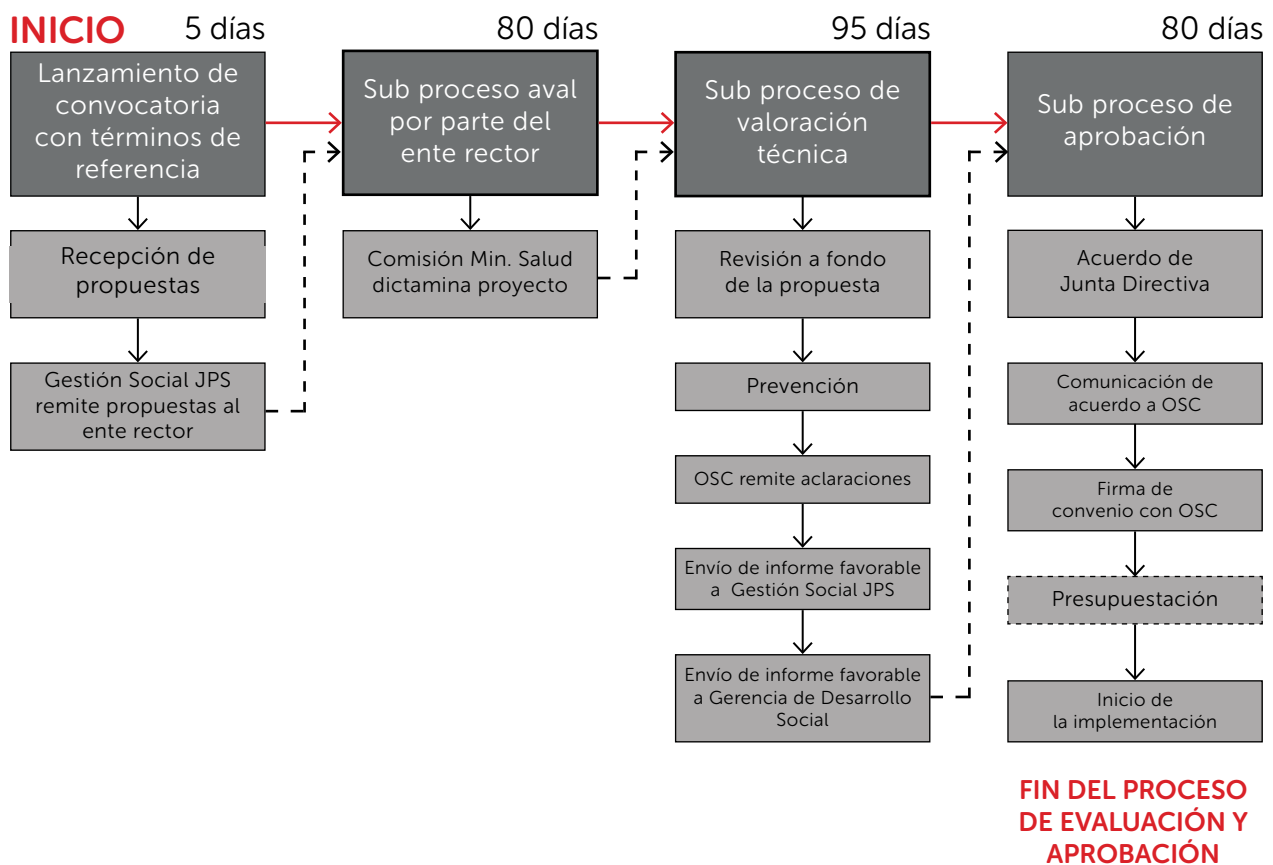 INICIO
5 días
Lanzamiento de
convocatoria
con términos de
referencia
Recepción de
propuestas
Gestión Social JPS
remite propuestas al
ente rector
80 días
Sub proceso aval
por parte del
ente rector
Comisión Min. Salud
dictamina proyecto
95 días
Sub proceso de
valoración
técnica
Revisión a fondo
de la propuesta
Prevención
OSC remite aclaraciones
Envío de informe favorable
a Gestión Social JPS
Envío de informe favorable
a Gerencia de Desarrollo
Social
80 días
Sub proceso de
aprobación
Acuerdo de
Junta Directiva
Comunicación de
acuerdo a OSC
Firma de
convenio con OSC
Presupuestación
Inicio de
la implementación
FIN DEL PROCESO
DE EVALUACIÓN Y
APROBACIÓN